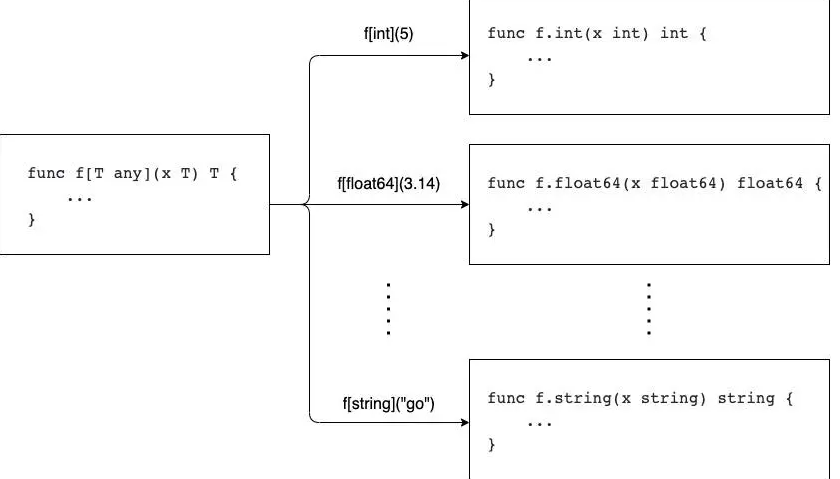 f[int](5)
func f.int(x int) int {
...
}
func f[T any](x T) T {
...
}
f[float64](3.14)
func f.float64(x float64) float64 {
...
}
f[string]("go")
func f.string(x string) string {
...
}